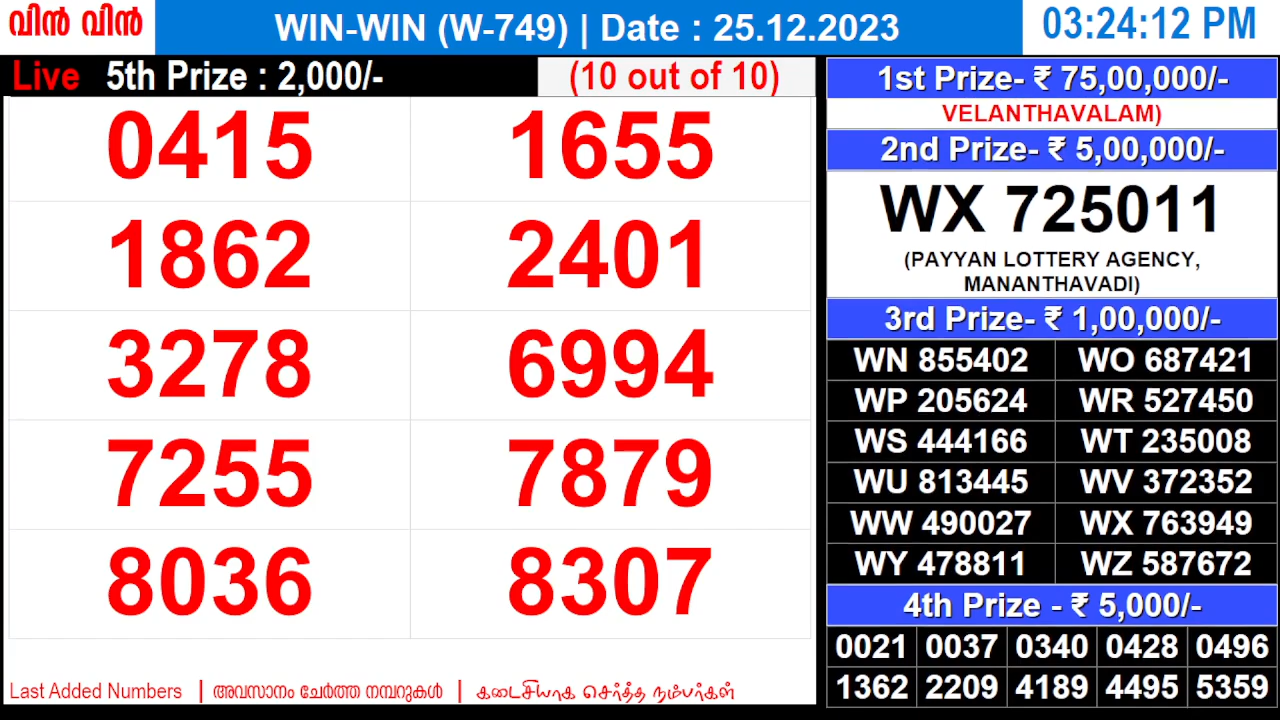 വിൻ വിൻ
WIN-WIN (W-749) | Date : 25.12.2023
03:24:12 PM
Live 5th Prize : 2,000/- (10 out of 10)
0415 1655
1862 2401
3278 6994
7255 7879
8036 8307
Last Added Numbers | അവസാനം ചേർത്ത നമ്പറുകൾ | கடைசியாக சேர்த்த நம்பர்கள்
1st Prize- ₹ 75,00,000/-
VELANTHAVALAM)
2nd Prize- ₹ 5,00,000/-
WX 725011
(PAYYAN LOTTERY AGENCY,
MANANTHAVADI)
3rd Prize- ₹ 1,00,000/-
WN 855402 WO 687421
WP 205624 WR 527450
WS 444166 WT 235008
WU 813445 WV 372352
WW 490027 WX 763949
WY 478811 WZ 587672
4th Prize - ₹ 5,000/-
0021 0037 0340 0428 0496
1362 2209 4189 4495 5359